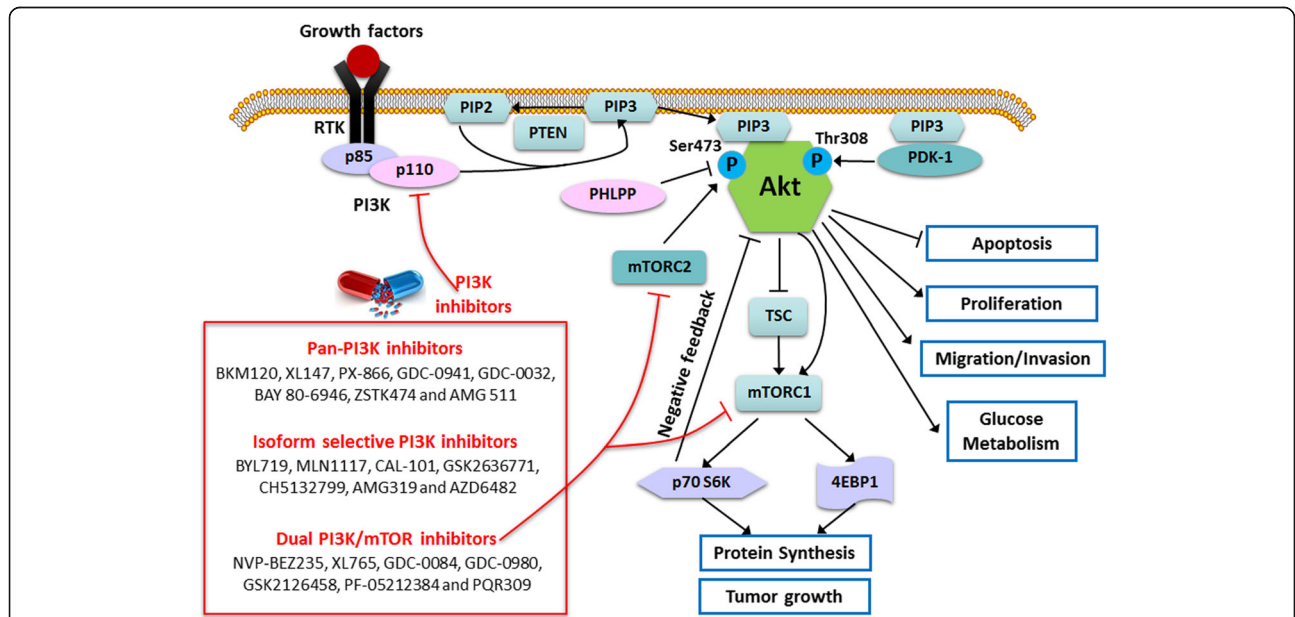 Growth factors
RTK
p85
p110
PI3K
PIP2
PTEN
PIP3
PIP3
PIP3
Ser473
Thr308
P
P
PDK-1
Akt
PHLPP
mTORC2
TSC
mTORC1
Negative feedback
p70 S6K
4EBP1
Apoptosis
Proliferation
Migration/Invasion
Glucose
Metabolism
Protein Synthesis
Tumor growth
PI3K
inhibitors
Pan-PI3K inhibitors
BKM120, XL147, PX-866, GDC-0941, GDC-0032,
BAY 80-6946, ZSTK474 and AMG 511
Isoform selective PI3K inhibitors
BYL719, MLN1117, CAL-101, GSK2636771,
CH5132799, AMG319 and AZD6482
Dual PI3K/mTOR inhibitors
NVP-BEZ235, XL765, GDC-0084, GDC-0980,
GSK2126458, PF-05212384 and PQR309